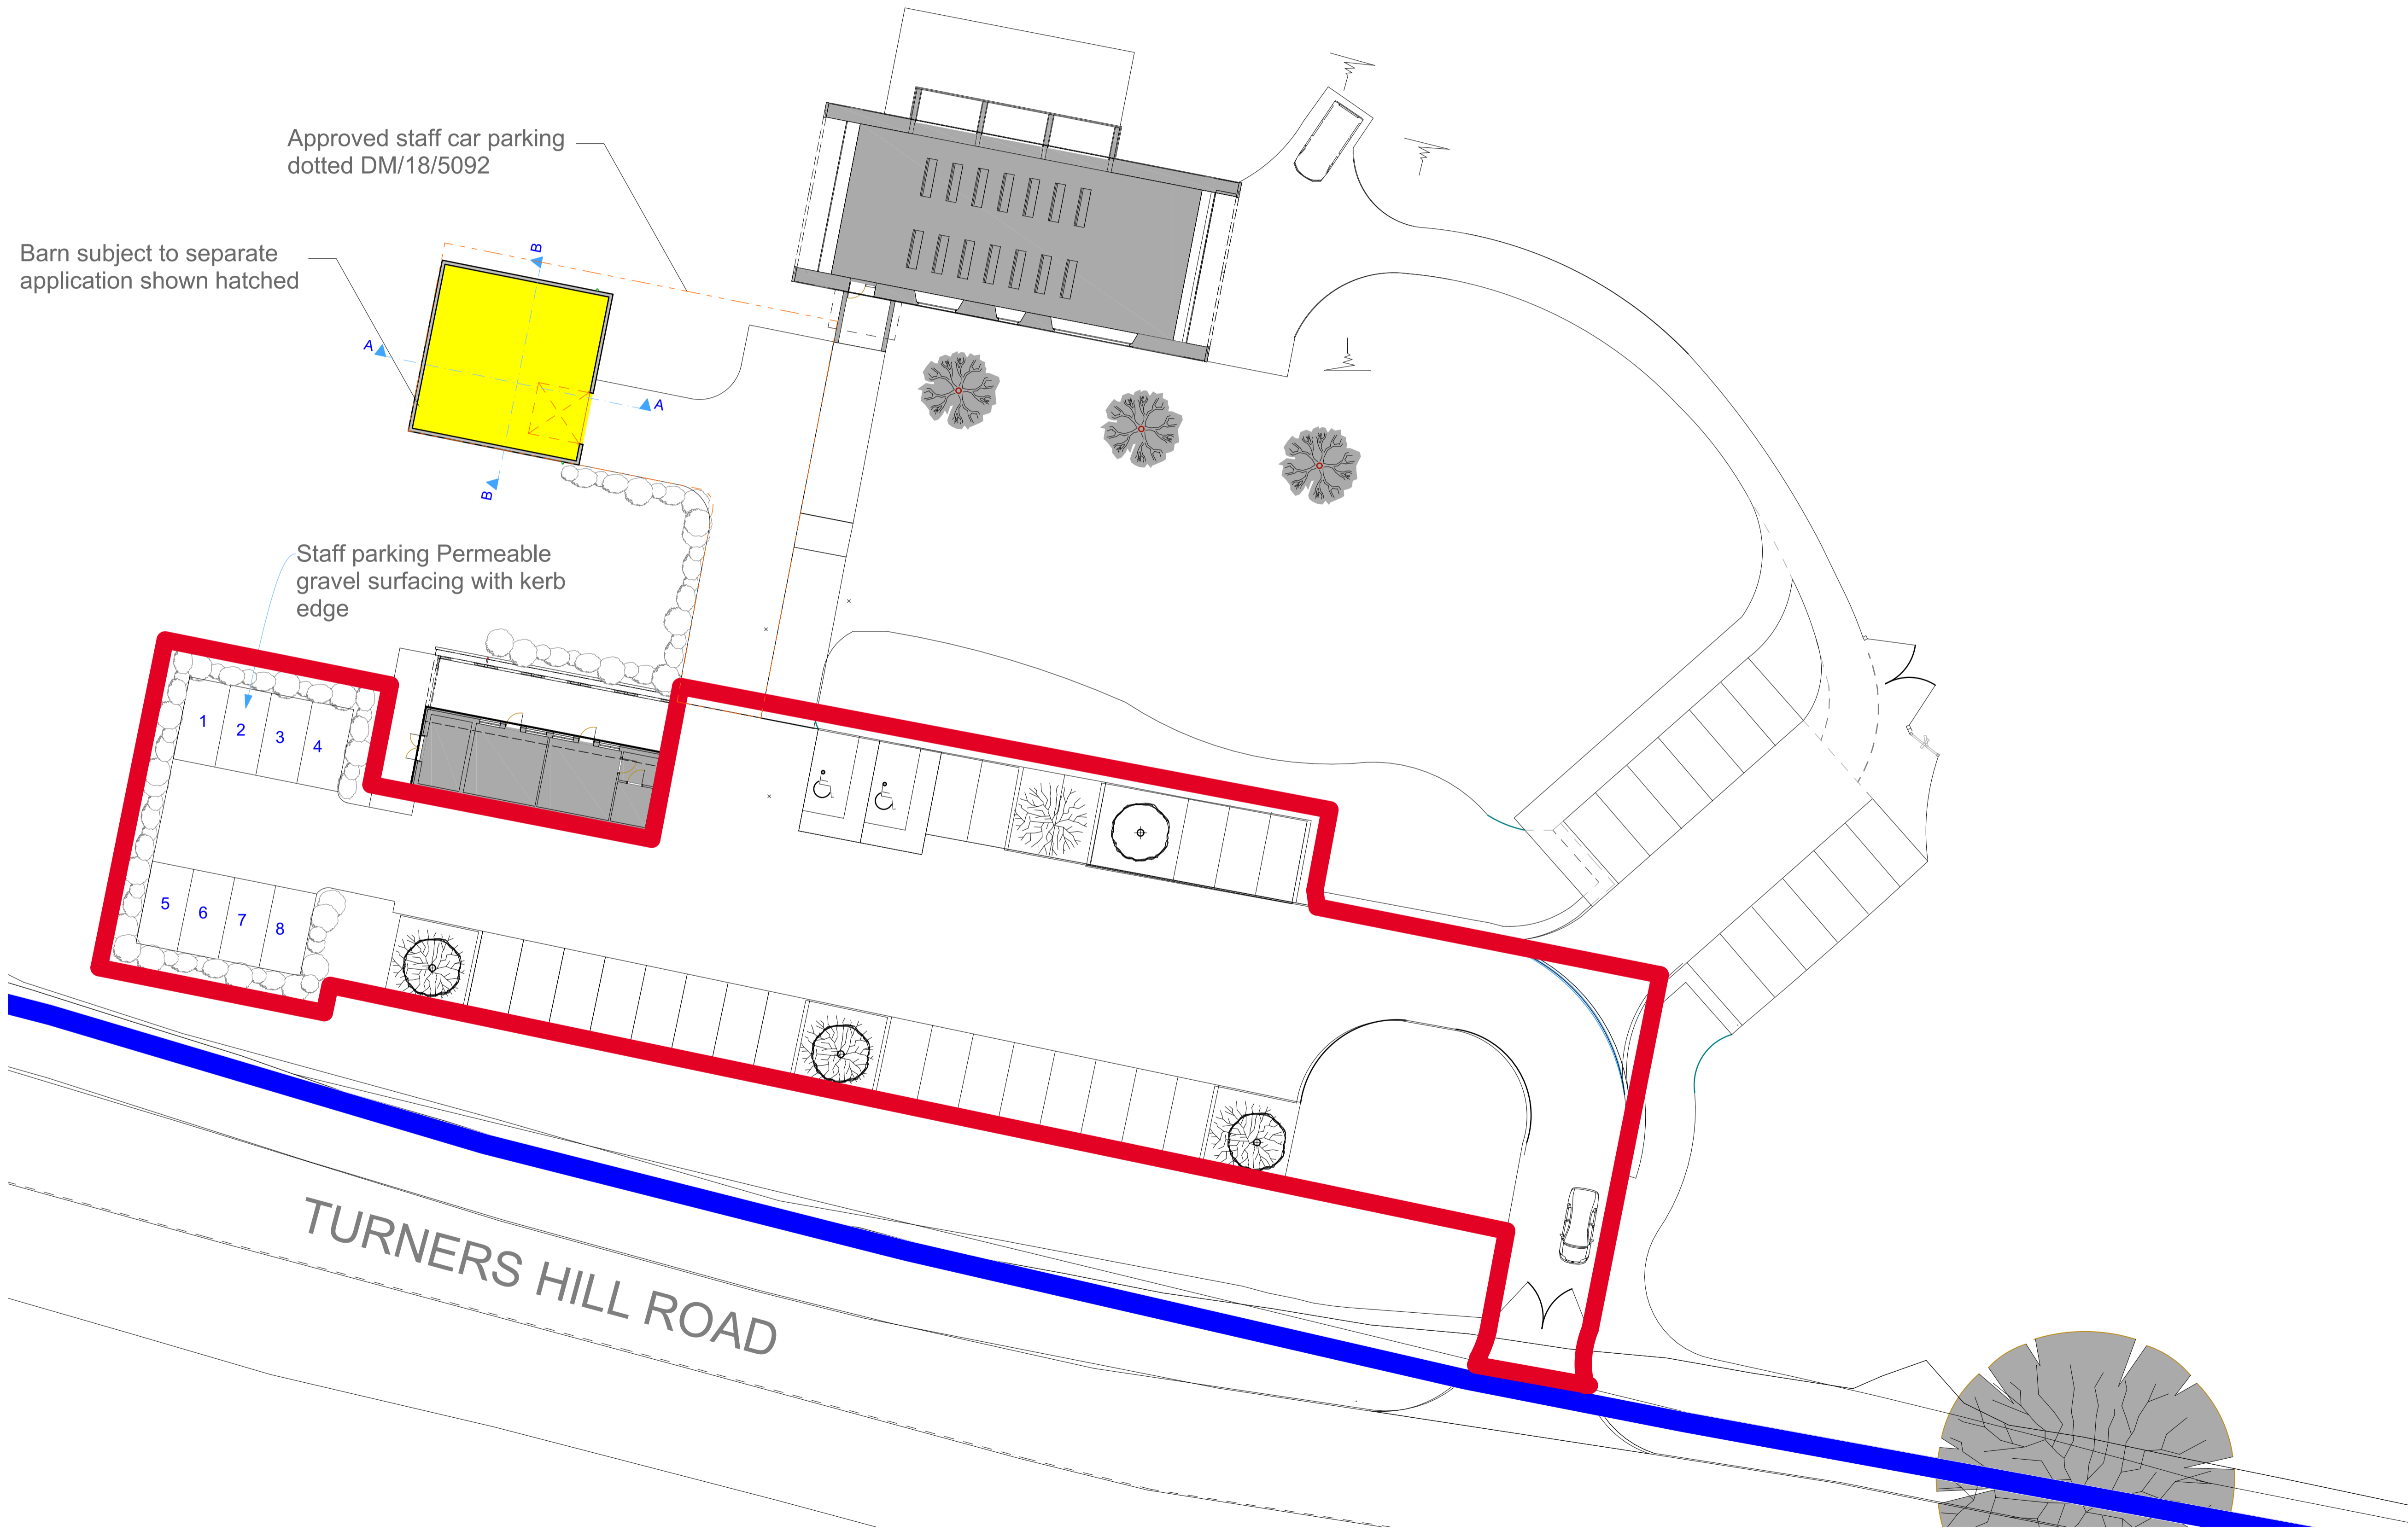 Approved staff car parking
dotted DM/18/5092
Barn subject to separate
application shown hatched
B
A
A
B
Staff parking Permeable
gravel surfacing with kerb
edge
1
2
3
4
5
6
7
8
TURNERS HILL ROAD